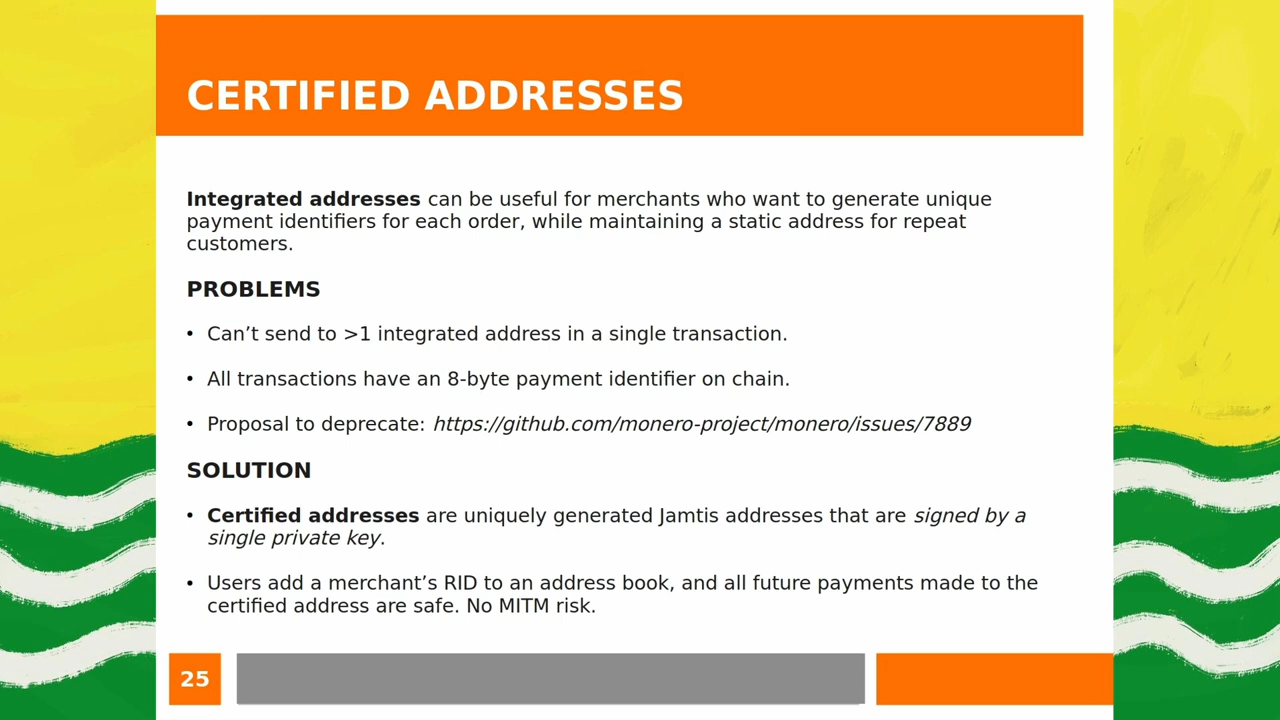 CERTIFIED ADDRESSES
Integrated addresses can be useful for merchants who want to generate unique
payment identifiers for each order, while maintaining a static address for repeat
customers.
PROBLEMS
• Can’t send to >1 integrated address in a single transaction.
• All transactions have an 8-byte payment identifier on chain.
• Proposal to deprecate: https://github.com/monero-project/monero/issues/7889
SOLUTION
• Certified addresses are uniquely generated Jamtis addresses that are signed by a
single private key.
• Users add a merchant’s RID to an address book, and all future payments made to the
certified address are safe. No MITM risk.
25